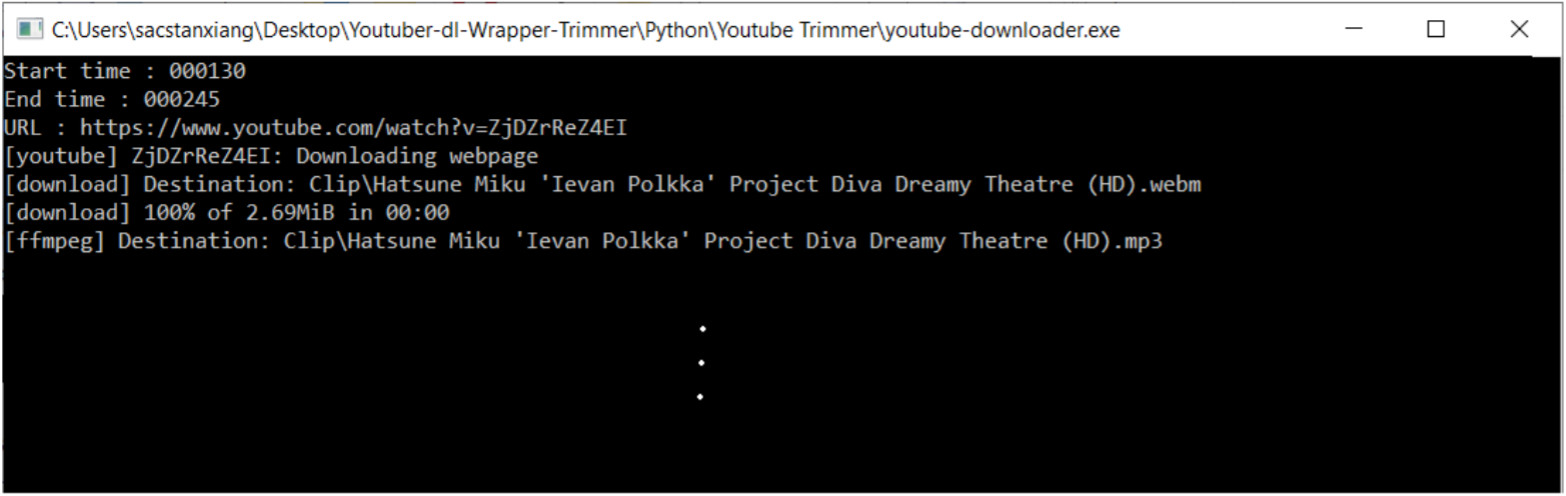 C:\Users\sacstanxiang\Desktop\Youtuber-dl-Wrapper-Trimmer\Python\Youtube Trimmer\youtube-downloader.exe
Start time : 000130
End time : 000245
URL : https://www.youtube.com/watch?v=ZjDZrReZ4EI
[youtube] ZjDZrReZ4EI: Downloading webpage
[download] Destination: Clip\Hatsune Miku 'Ievan Polkka' Project Diva Dreamy Theatre (HD).webm
[download] 100% of 2.69MiB in 00:00
[ffmpeg] Destination: Clip\Hatsune Miku 'Ievan Polkka' Project Diva Dreamy Theatre (HD).mp3
.
.
.